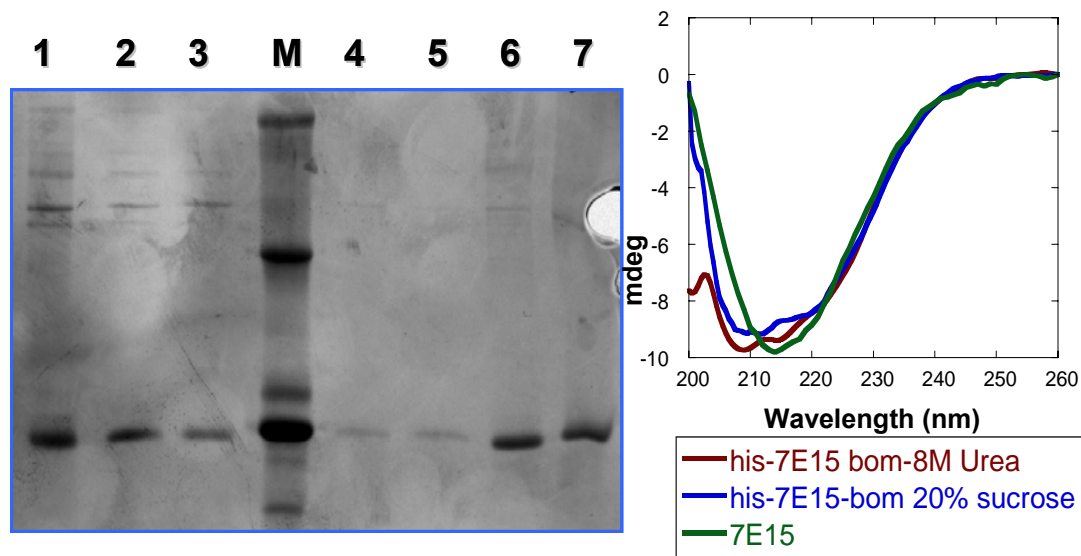 1 2 3 M 4 5 6 7
2
0
-2
-4
-6
-8
-10
mdeg
200 210 220 230 240 250 260
Wavelength (nm)
his-7E15 bom-8M Urea
his-7E15-bom 20% sucrose
7E15